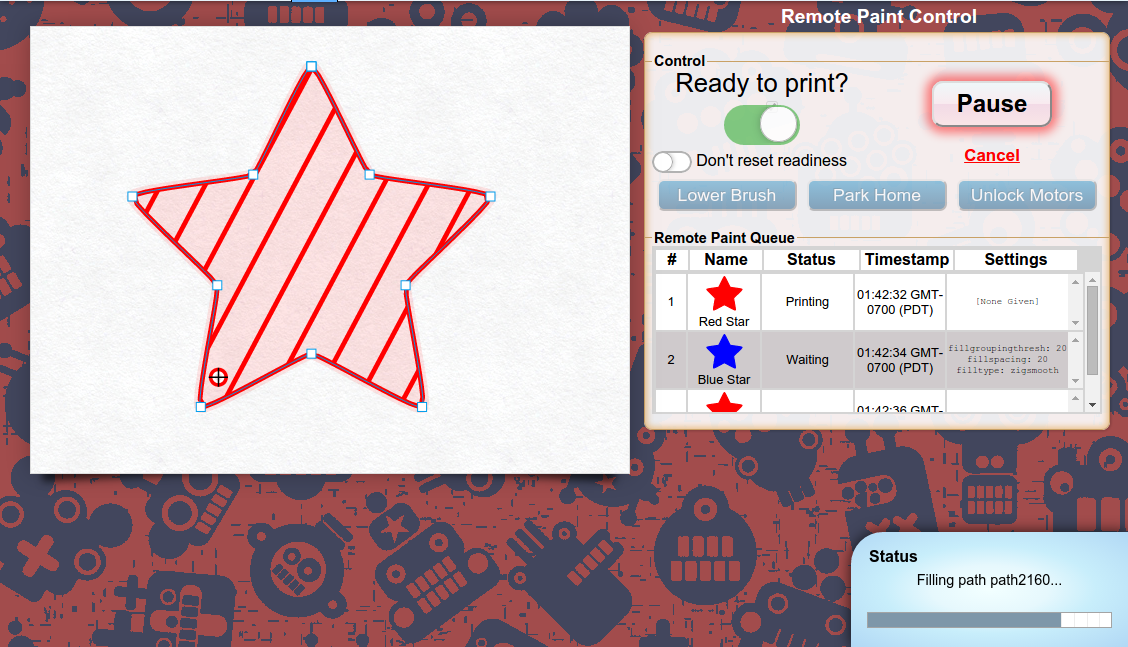 Remote Paint Control
Control
Ready to print?
Pause
Don't reset readiness
Cancel
Lower Brush
Park Home
Unlock Motors
Remote Paint Queue
# Name Status Timestamp Settings
1
Red Star
Printing
01:42:32 GMT-
0700 (PDT)
[None Given]
2
Blue Star
Waiting
01:42:34 GMT-
0700 (PDT)
fillgroupingthresh: 20
fillspacing: 20
filltype: zigsmooth
01:42:36 GMT-
Status
Filling path path2160...